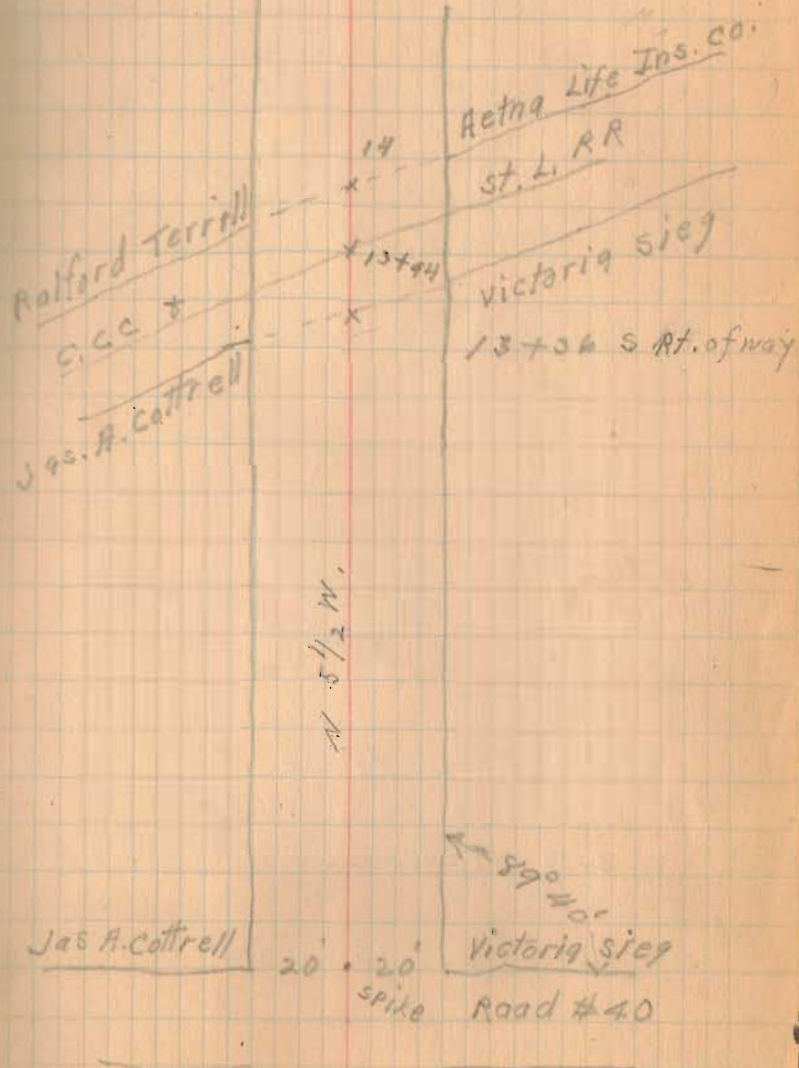 Aetna Life Ins. Co.
14
St. L. RR
Ralford Terrill
13+94
C.C.C &
Victoria Sieg
13+36 S Rt. of way
Jas. A. Cottrell
N 5 1/2 W.
89° 40'
Jas A. Cottrell
20' . 20'
Victoria Sieg
spike
Road #40